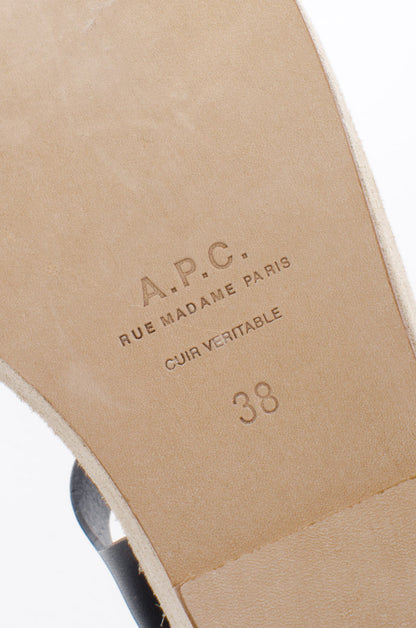 A.P.C.
RUE MADAME PARIS
CUIR VERITABLE
38